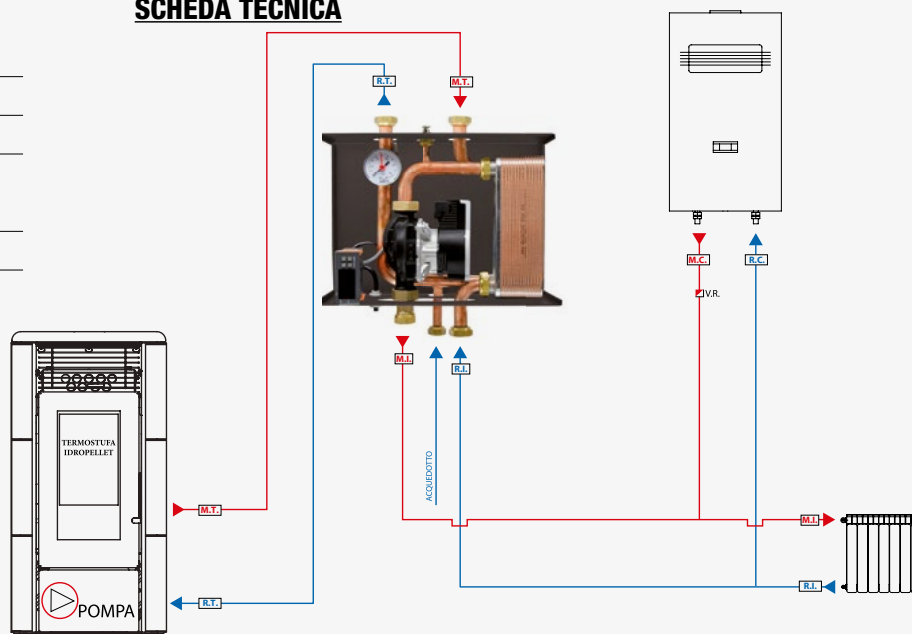 SCHEDA TECNICA
R.T.
M.T.
M.C.
R.C.
V.R.
M.I.
R.I.
ACQUEDOTTO
TERMOSTUFA
IDROPELLET
M.T.
M.I.
R.I.
R.T.
POMPA